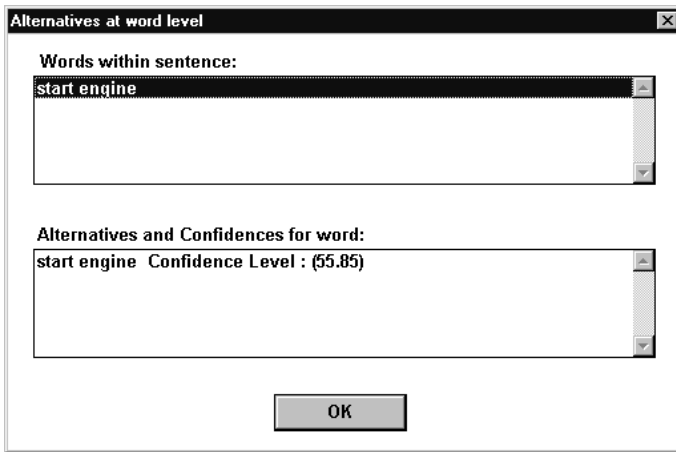 Alternatives at word level
Words within sentence:
start engine
Alternatives and Confidences for word:
start engine Confidence Level : (55.85)
OK